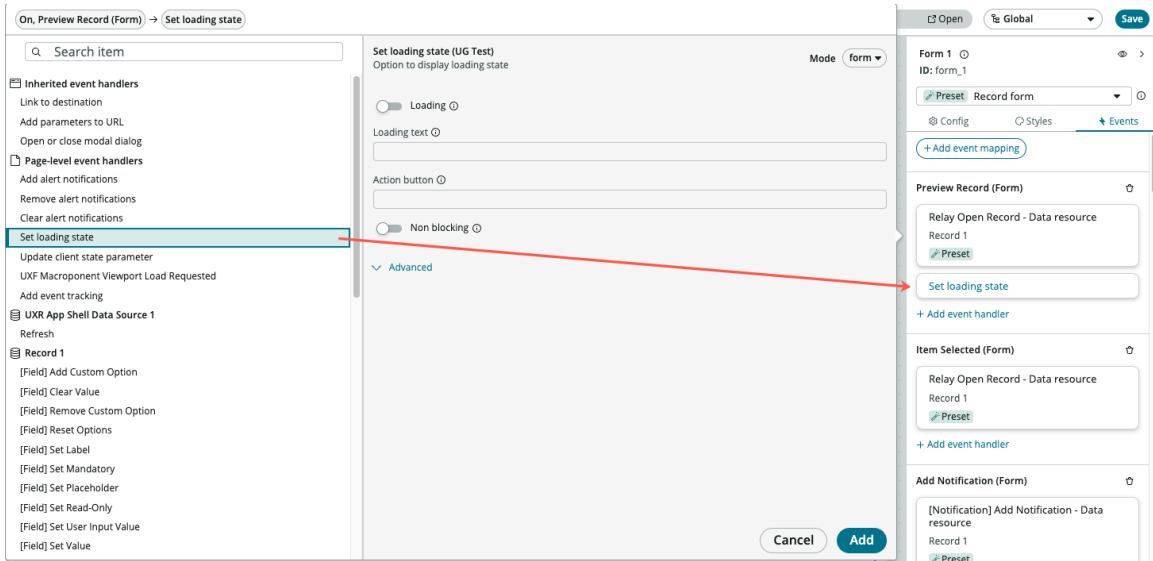 On, Preview Record (Form) → Set loading state
Search item
Inherited event handlers
Link to destination
Add parameters to URL
Open or close modal dialog
Page-level event handlers
Add alert notifications
Remove alert notifications
Clear alert notifications
Set loading state
Update client state parameter
UXF Macroponent Viewport Load Requested
Add event tracking
UXR App Shell Data Source 1
Refresh
Record 1
[Field] Add Custom Option
[Field] Clear Value
[Field] Remove Custom Option
[Field] Reset Options
[Field] Set Label
[Field] Set Mandatory
[Field] Set Placeholder
[Field] Set Read-Only
[Field] Set User Input Value
[Field] Set Value
Set loading state (UG Test)
Option to display loading state
Mode form
Loading
Loading text
Action button
Non blocking
Advanced
Cancel Add
Open Global Save
Form 1
ID: form_1
Preset Record form
Config Styles Events
+ Add event mapping
Preview Record (Form)
Relay Open Record - Data resource
Record 1
Preset
Set loading state
+ Add event handler
Item Selected (Form)
Relay Open Record - Data resource
Record 1
Preset
+ Add event handler
Add Notification (Form)
[Notification] Add Notification - Data
resource
Record 1
Preset